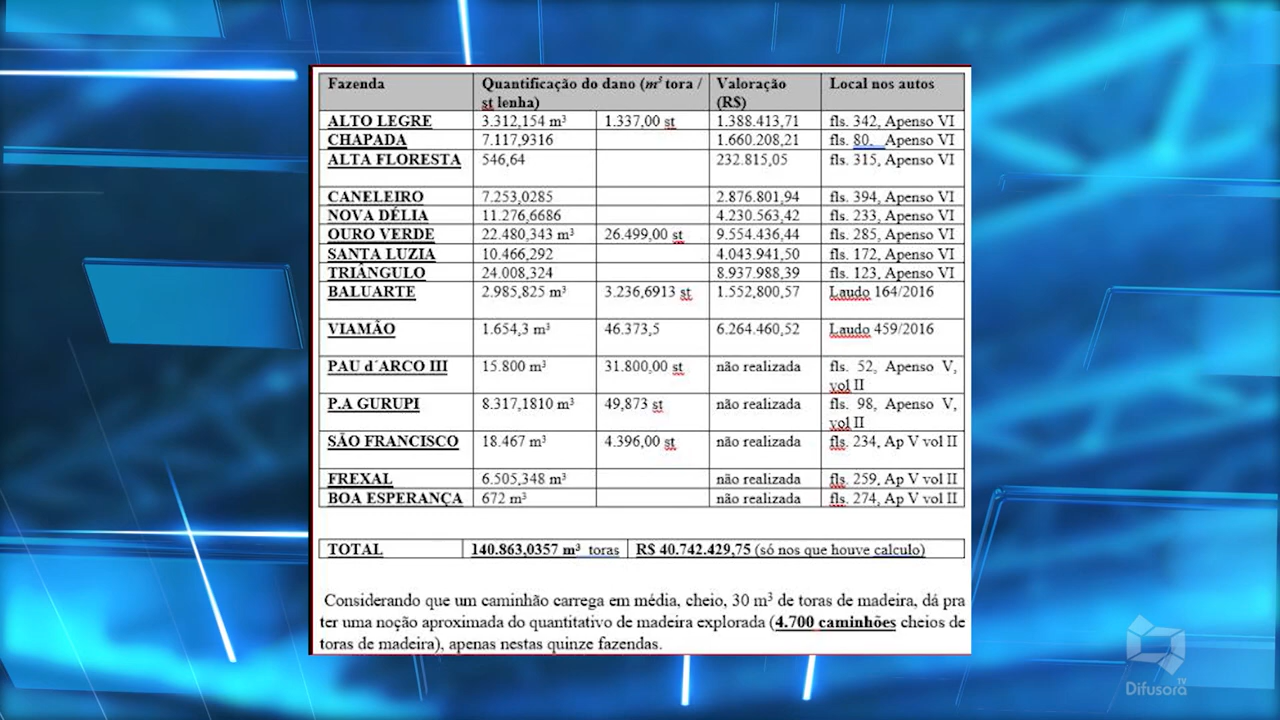 Fazenda Quantificação do dano (m³ tora / st lenha) Valoração (R$) Local nos autos
ALTO LEGRE 3.312,154 m³ 1.337,00 st 1.388.413,71 fls. 342, Apenso VI
CHAPADA 7.117,9316 1.660.208,21 fls. 80. Apenso VI
ALTA FLORESTA 546,64 232.815,05 fls. 315, Apenso VI
CANELEIRO 7.253,0285 2.876.801,94 fls. 394, Apenso VI
NOVA DÉLIA 11.276,6686 4.230.563,42 fls. 233, Apenso VI
OURO VERDE 22.480,343 m³ 26.499,00 st 9.554.436,44 fls. 285, Apenso VI
SANTA LUZIA 10.466,292 4.043.941,50 fls. 172, Apenso VI
TRIÂNGULO 24.008,324 8.937.988,39 fls. 123, Apenso VI
BALUARTE 2.985,825 m³ 3.236,6913 st 1.552,800,57 Laudo 164/2016
VIAMÃO 1.654,3 m³ 46.373,5 6.264.460,52 Laudo 459/2016
PAU d´ARCO III 15.800 m³ 31.800,00 st não realizada fls. 52, Apenso V, vol II
P.A GURUPI 8.317,1810 m³ 49,873 st não realizada fls. 98, Apenso V, vol II
SÃO FRANCISCO 18.467 m³ 4.396,00 st não realizada fls. 234, Ap V vol II
FREXAL 6.505,348 m³ não realizada fls. 259, Ap V vol II
BOA ESPERANÇA 672 m³ não realizada fls. 274, Ap V vol II
TOTAL 140.863,0357 m³ toras R$ 40.742.429,75 (só nos que houve calculo)
Considerando que um caminhão carrega em média, cheio, 30 m³ de toras de madeira, dá pra
ter uma noção aproximada do quantitativo de madeira explorada (4.700 caminhões cheios de
toras de madeira), apenas nestas quinze fazendas.
TV
Difusora